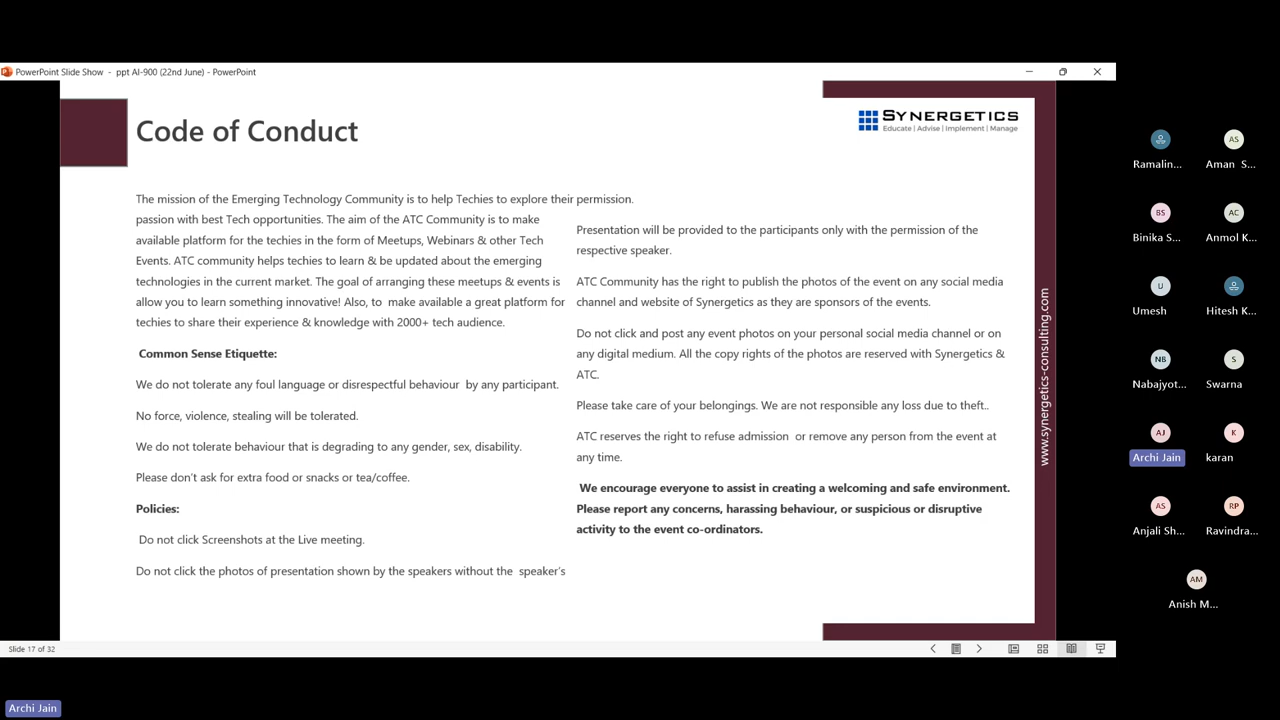 PowerPoint Slide Show - ppt AI-900 (22nd June) - PowerPoint
Code of Conduct
SYNERGETICS
Educate | Advise | Implement | Manage
The mission of the Emerging Technology Community is to help Techies to explore their
passion with best Tech opportunities. The aim of the ATC Community is to make
available platform for the techies in the form of Meetups, Webinars & other Tech
Events. ATC community helps techies to learn & be updated about the emerging
technologies in the current market. The goal of arranging these meetups & events is
allow you to learn something innovative! Also, to  make available a great platform for
techies to share their experience & knowledge with 2000+ tech audience.
Common Sense Etiquette:
We do not tolerate any foul language or disrespectful behaviour  by any participant.
No force, violence, stealing will be tolerated.
We do not tolerate behaviour that is degrading to any gender, sex, disability.
Please don't ask for extra food or snacks or tea/coffee.
Policies:
Do not click Screenshots at the Live meeting.
Do not click the photos of presentation shown by the speakers without the  speaker's
permission.
Presentation will be provided to the participants only with the permission of the
respective speaker.
ATC Community has the right to publish the photos of the event on any social media
channel and website of Synergetics as they are sponsors of the events.
Do not click and post any event photos on your personal social media channel or on
any digital medium. All the copy rights of the photos are reserved with Synergetics &
ATC.
Please take care of your belongings. We are not responsible any loss due to theft..
ATC reserves the right to refuse admission  or remove any person from the event at
any time.
We encourage everyone to assist in creating a welcoming and safe environment.
Please report any concerns, harassing behaviour, or suspicious or disruptive
activity to the event co-ordinators.
www.synergetics-consulting.com
Slide 17 of 32
Ramalin...
AS
Aman S...
BS
Binika S...
AC
Anmol K...
U
Umesh
Hitesh K...
NB
Nabajyot...
S
Swarna
AJ
Archi Jain
K
karan
AS
Anjali Sh...
RP
Ravindra...
AM
Anish M...
Archi Jain